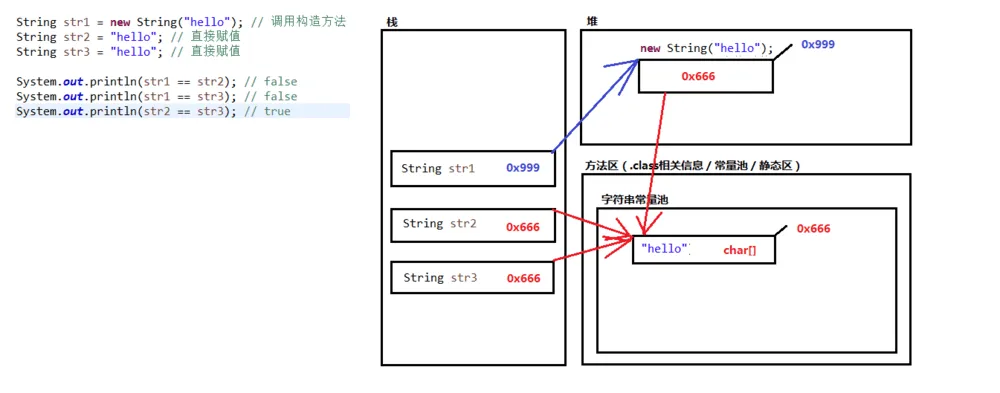 String str1 = new String("hello"); // 调用构造方法
String str2 = "hello"; // 直接赋值
String str3 = "hello"; // 直接赋值
System.out.println(str1 == str2); // false
System.out.println(str1 == str3); // false
System.out.println(str2 == str3); // true
栈
String str1 0x999
String str2 0x666
String str3 0x666
堆
new String("hello"); 0x999
0x666
方法区（.class相关信息 / 常量池 / 静态区）
字符串常量池
0x666
"hello" char[]